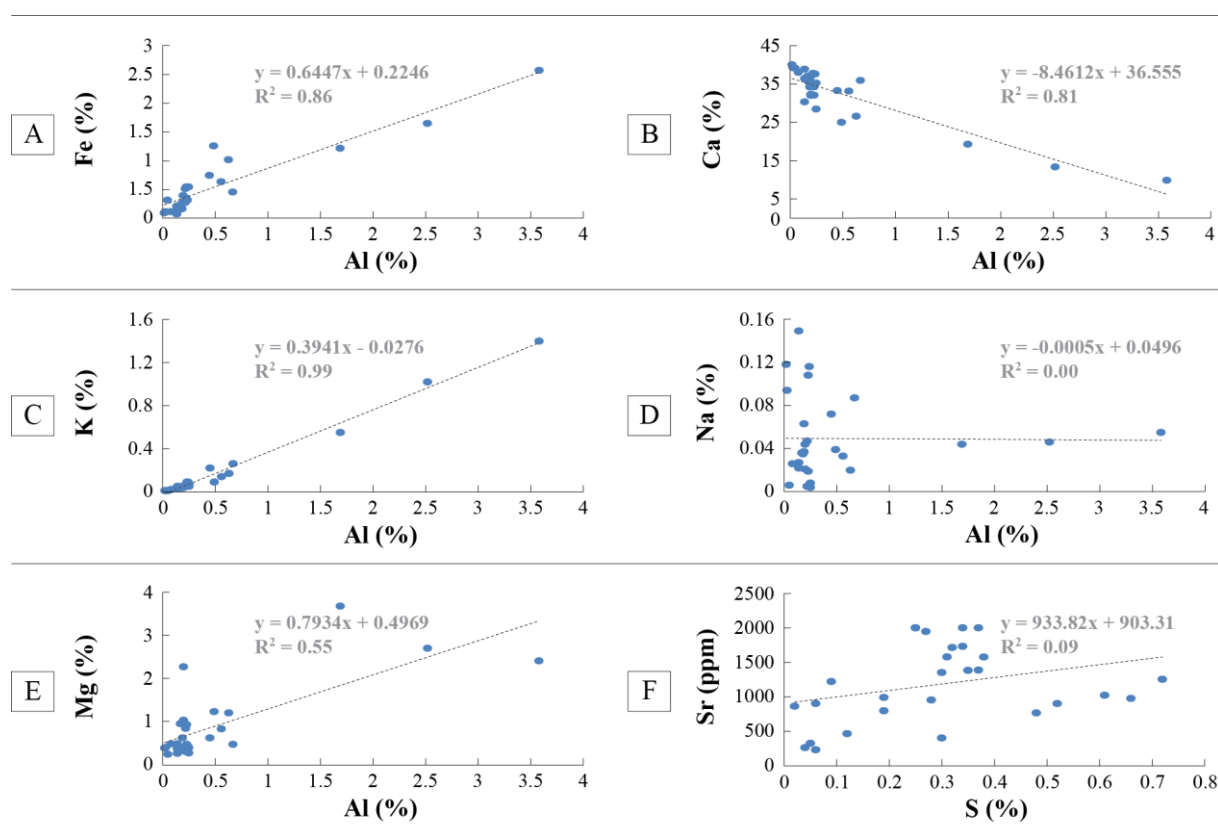 A
Fe (%)
3
2.5
2
1.5
1
1.5
0
y = 0.6447x + 0.2246
R² = 0.86
0 0.5 1 1.5 2 2.5 3 3.5 4
Al (%)
B
Ca (%)
45
35
25
15
5
0
y = -8.4612x + 36.555
R² = 0.81
0 0.5 1 1.5 2 2.5 3 3.5 4
Al (%)
C
K (%)
1.6
1.2
0.8
0.4
0
y = 0.3941x - 0.0276
R² = 0.99
0 0.5 1 1.5 2 2.5 3 3.5 4
Al (%)
D
Na (%)
0.16
0.12
0.08
0.04
0.00
y = -0.0005x + 0.0496
R² = 0.00
0 0.5 1 1.5 2 2.5 3 3.5 4
Al (%)
E
Mg (%)
4
3
2
1
0
y = 0.7934x + 0.4969
R² = 0.55
0 0.5 1 1.5 2 2.5 3 3.5 4
Al (%)
F
Sr (ppm)
2500
2000
1500
1000
500
0
y = 933.82x + 903.31
R² = 0.09
0 0.1 0.2 0.3 0.4 0.5 0.6 0.7 0.8
S (%)